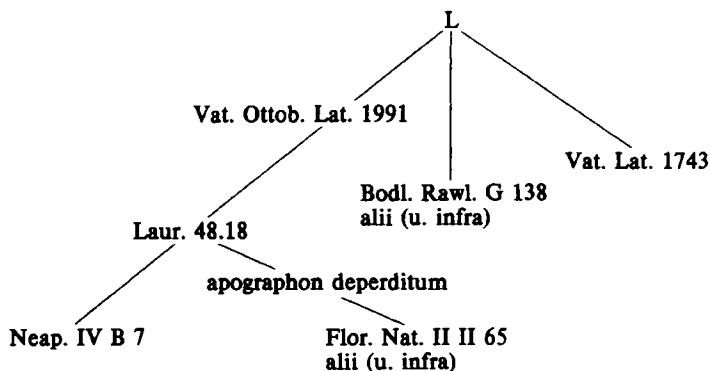 L
Vat. Ottob. Lat. 1991
Vat. Lat. 1743
Bodl. Rawl. G 138
alii (u. infra)
Laur. 48.18
apographon deperditum
Neap. IV B 7
Flor. Nat. II II 65
alii (u. infra)